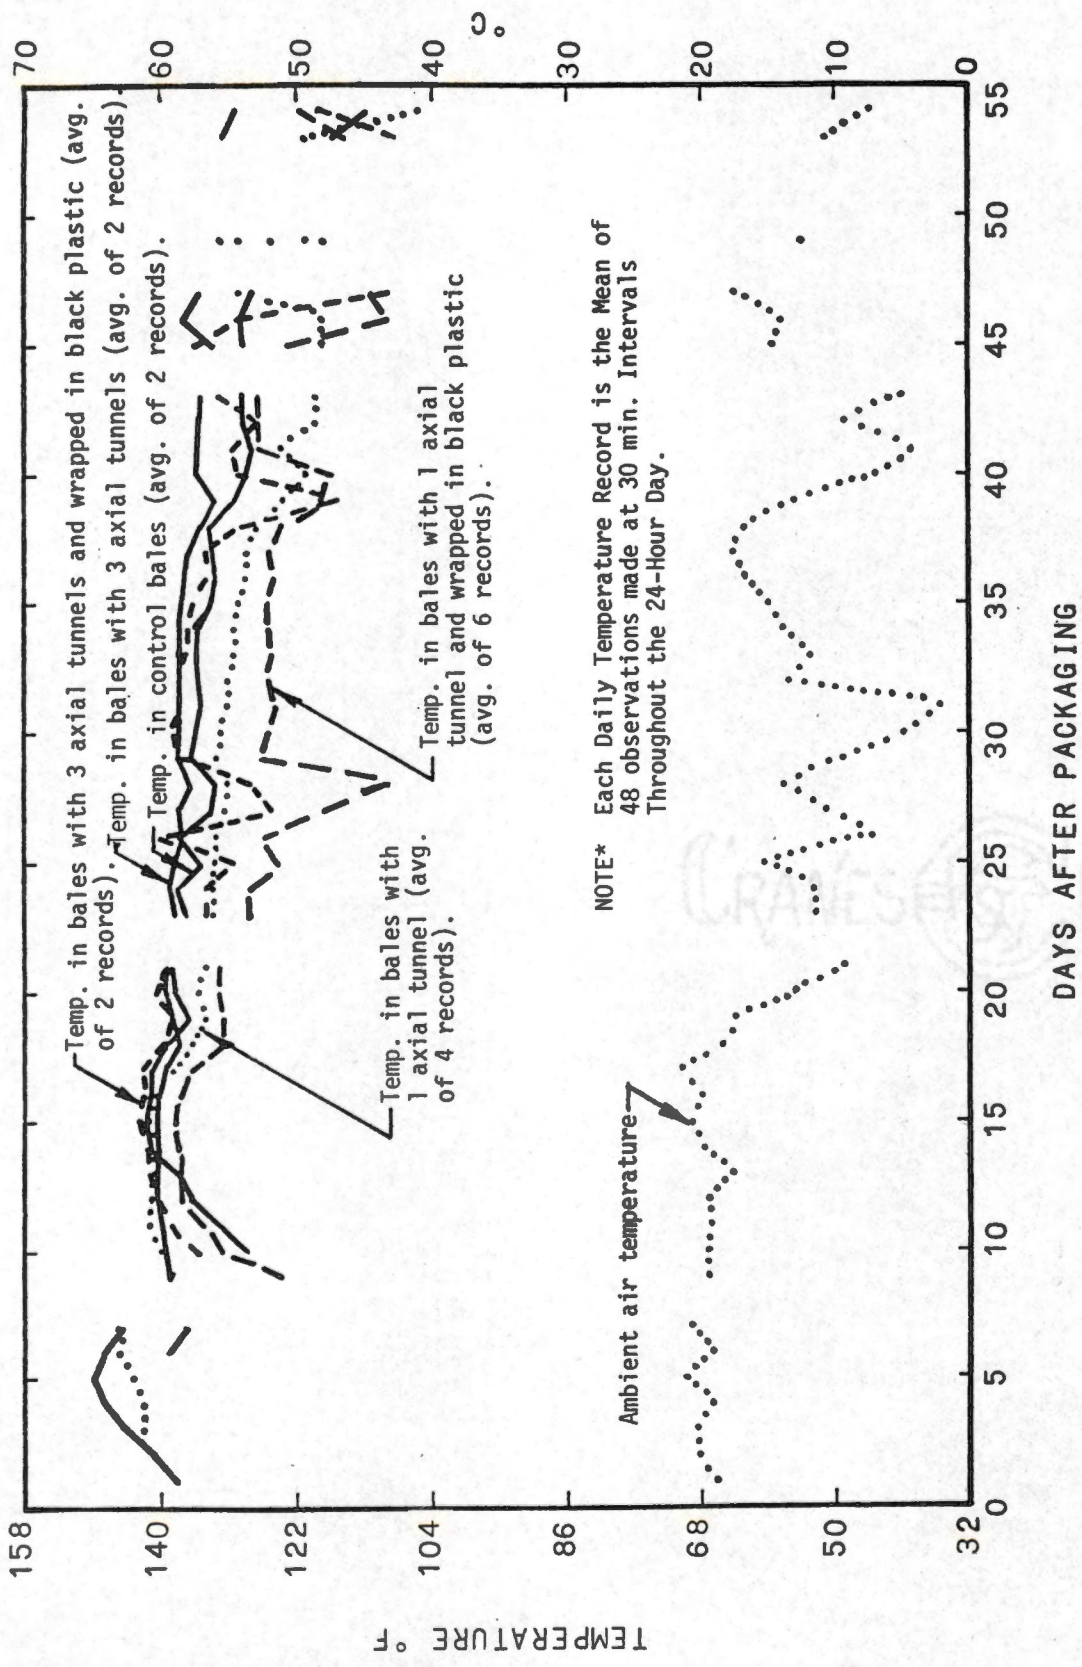 Temp. in bales with 3 axial tunnels and wrapped in black plastic (avg.
of 2 records).
Temp. in bales with 3 axial tunnels (avg. of 2 records).
Temp. in control bales (avg. of 2 records).
Temp. in bales with
1 axial tunnel (avg.
of 4 records).
Temp. in bales with 1 axial
tunnel and wrapped in black plastic
(avg. of 6 records).
NOTE* Each Daily Temperature Record is the Mean of
48 observations made at 30 min. Intervals
Throughout the 24-Hour Day.
Ambient air temperature
TEMPERATURE °F
158
140
122
104
86
68
50
32
°C
70
60
50
40
30
20
10
0
0 5 10 15 20 25 30 35 40 45 50 55
DAYS AFTER PACKAGING